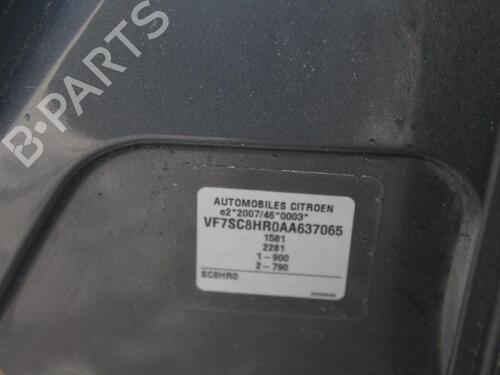 B-PARTS
AUTOMOBILES CITROEN
e2*2007/46*0003*
VF7SC8HR0AA637065
1581
2281
1-900
2-790
SC8HR0